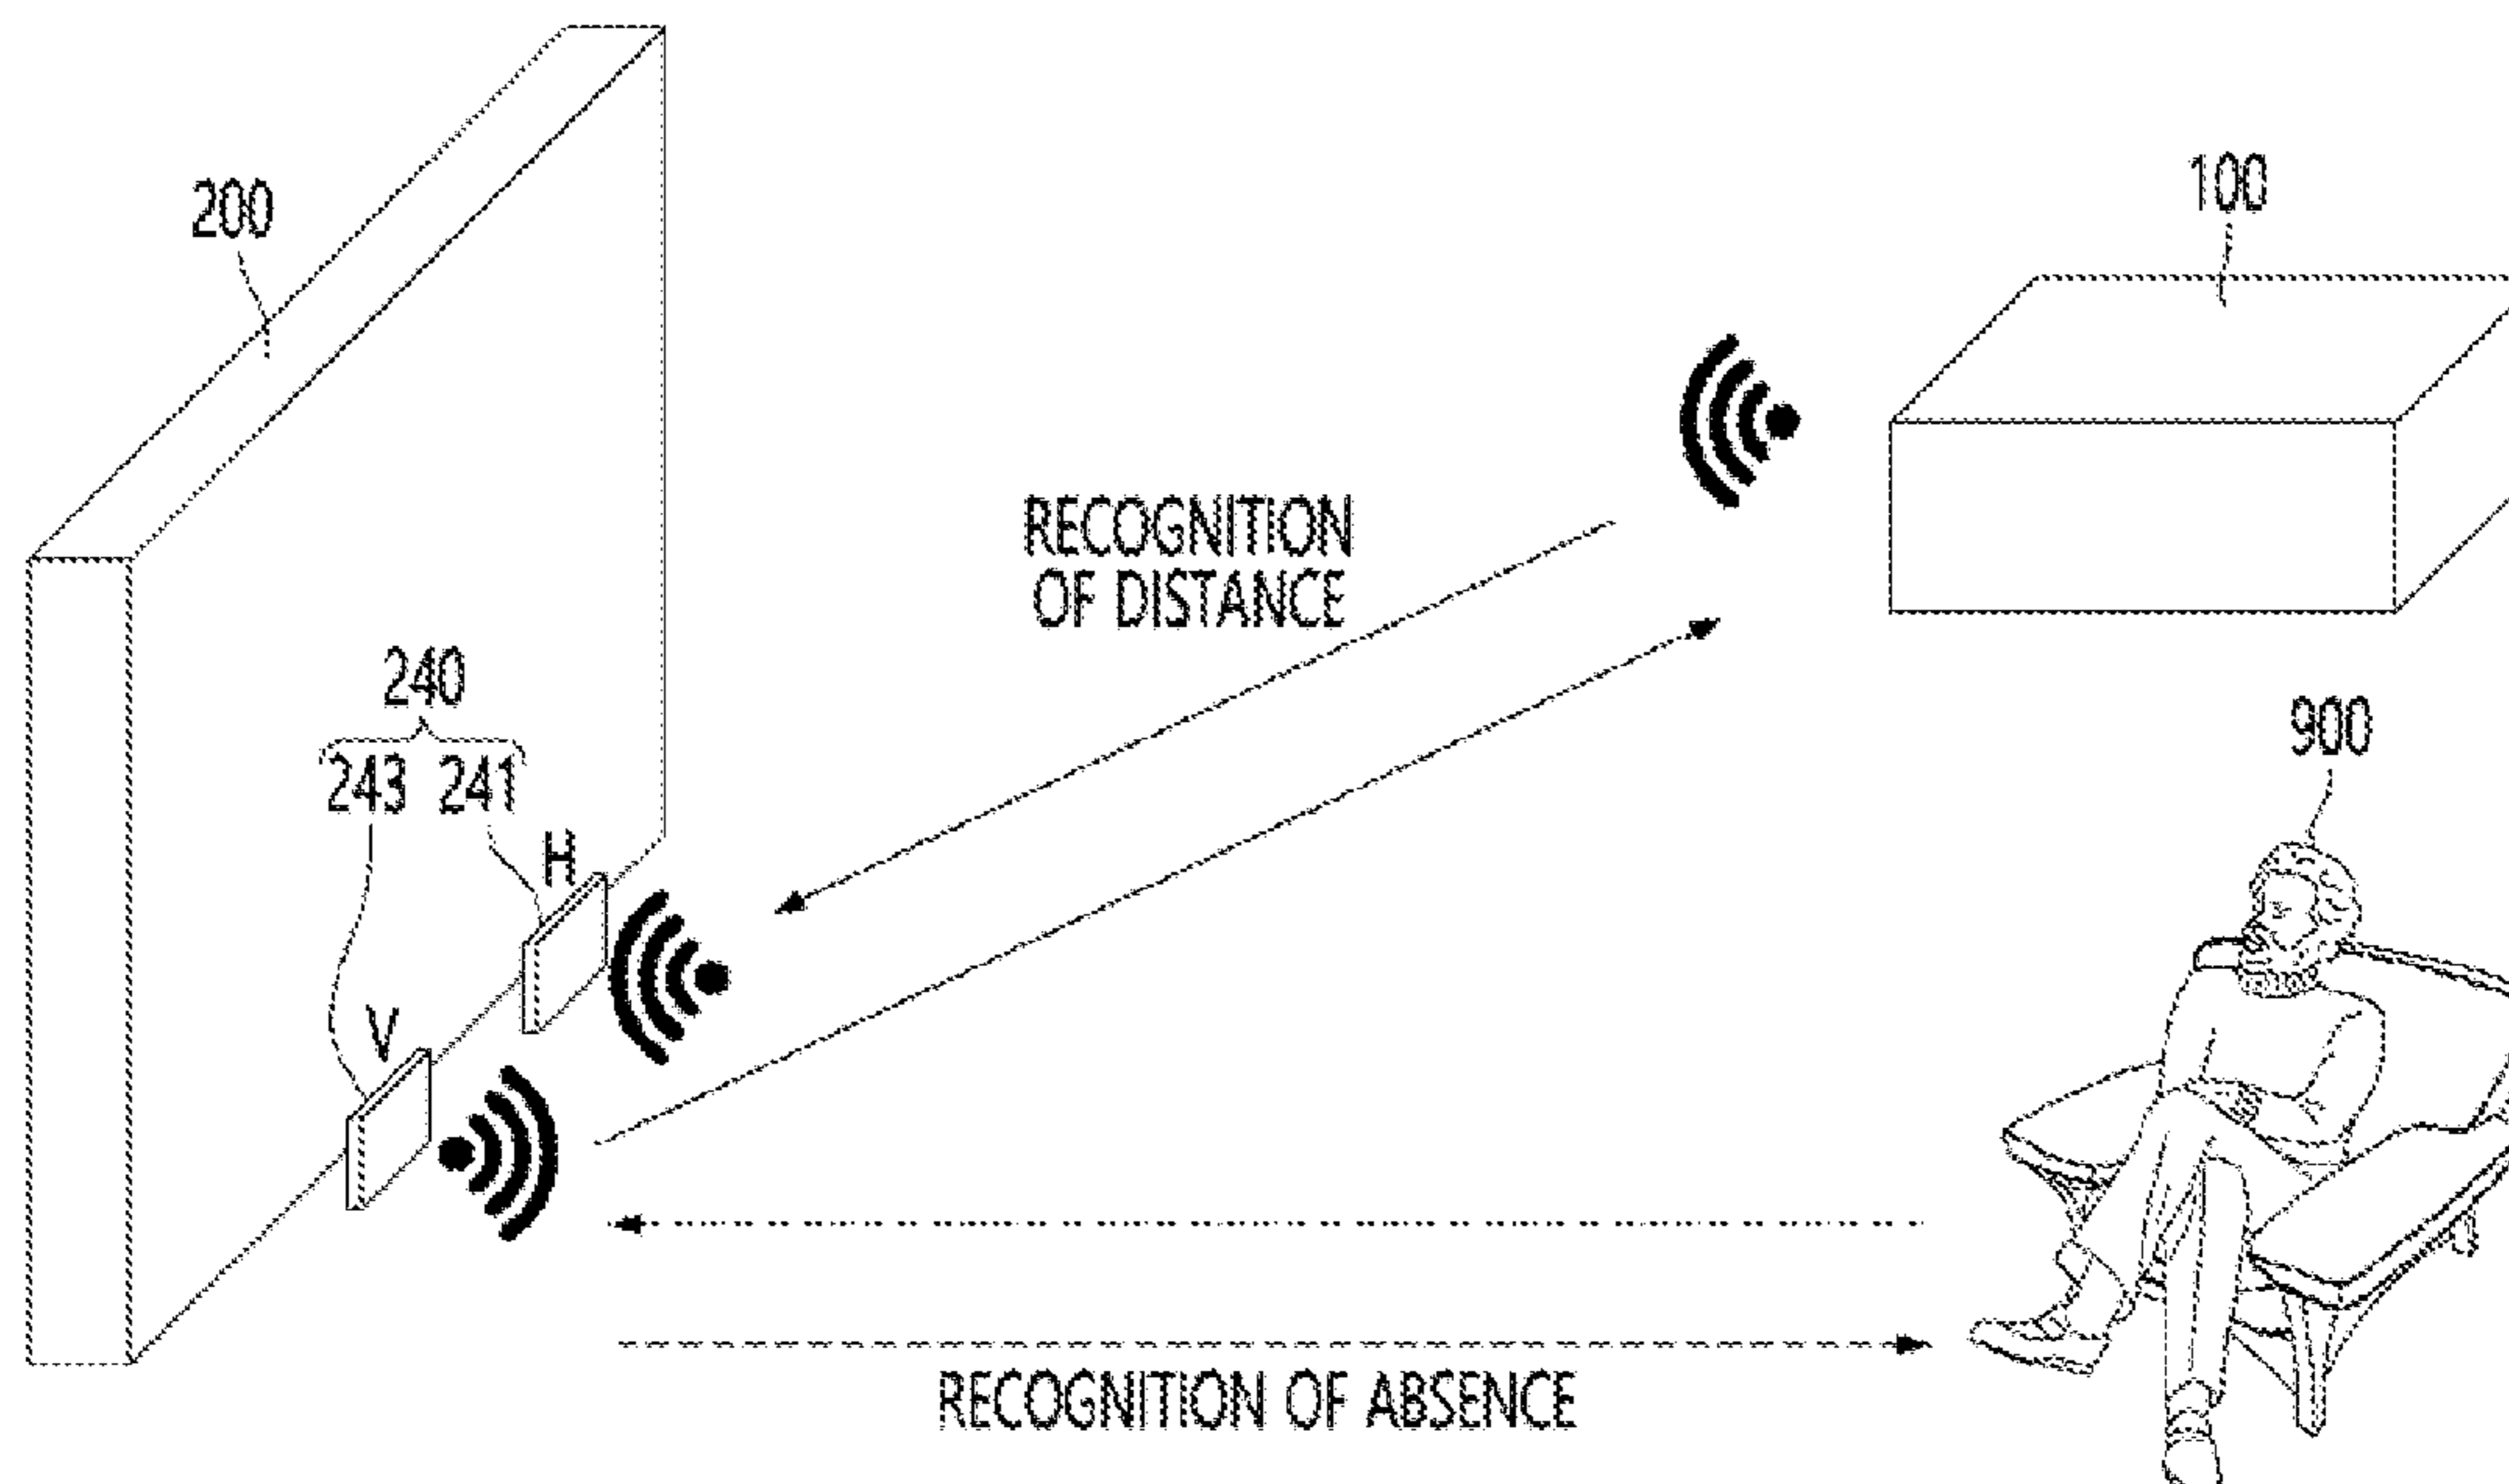 200
100
RECOGNITION
OF DISTANCE
240
243 241
900
H
V
RECOGNITION OF ABSENCE